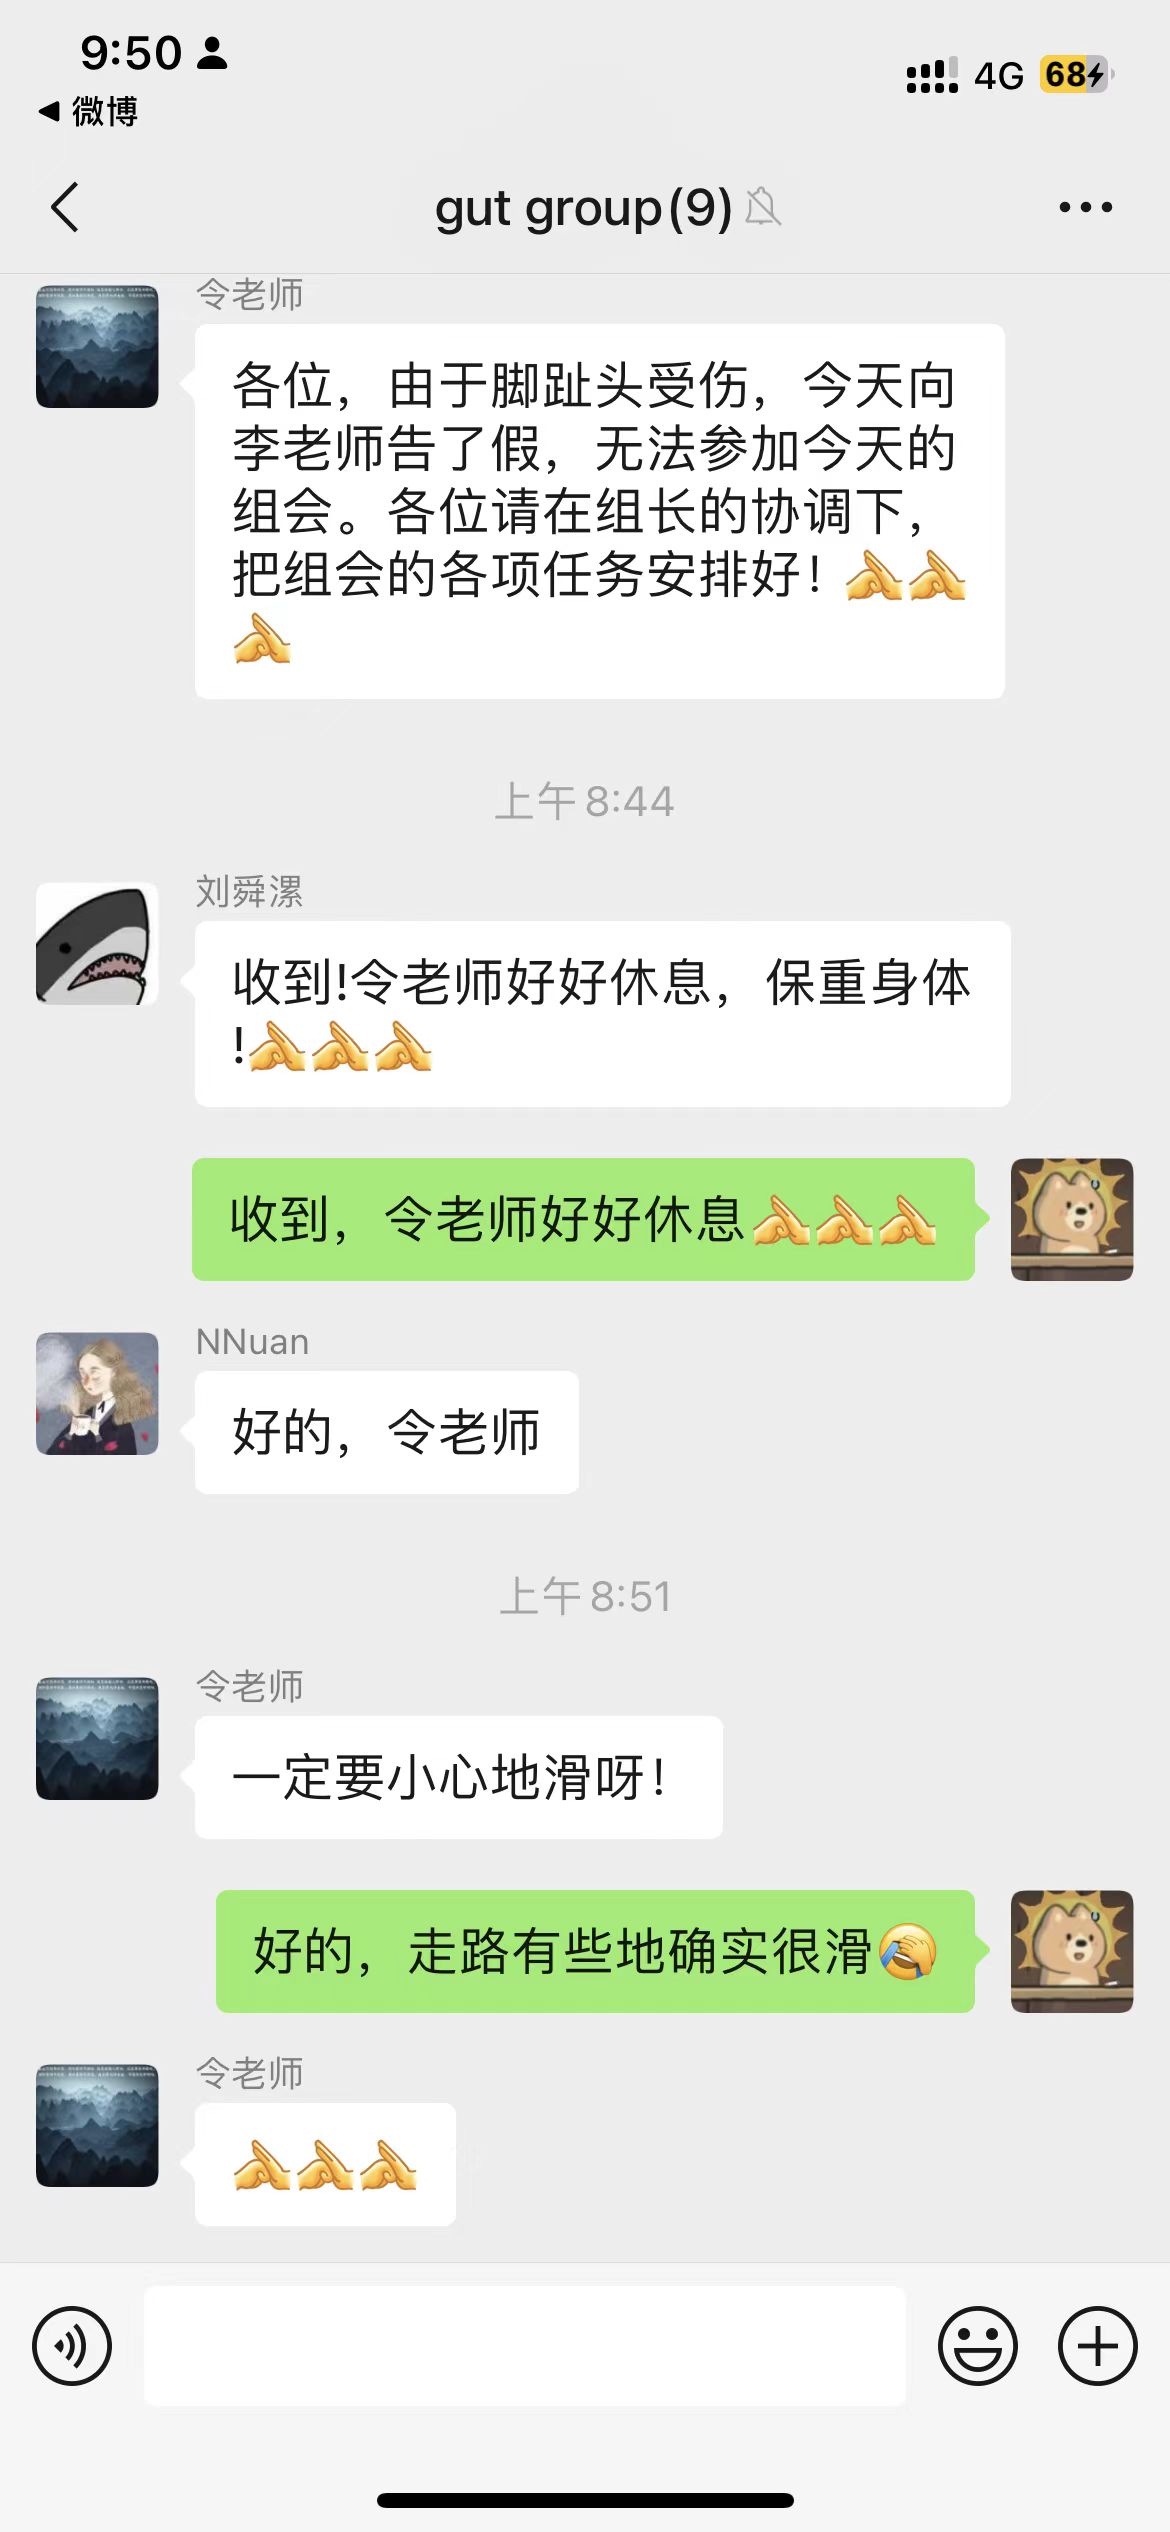 9:50
微博
4G 68
gut group(9)
令老师
各位，由于脚趾头受伤，今天向
李老师告了假，无法参加今天的
组会。各位请在组长的协调下，
把组会的各项任务安排好！
上午 8:44
刘舜漯
收到!令老师好好休息，保重身体
!
收到，令老师好好休息
NNuan
好的，令老师
上午 8:51
令老师
一定要小心地滑呀！
好的，走路有些地确实很滑
令老师